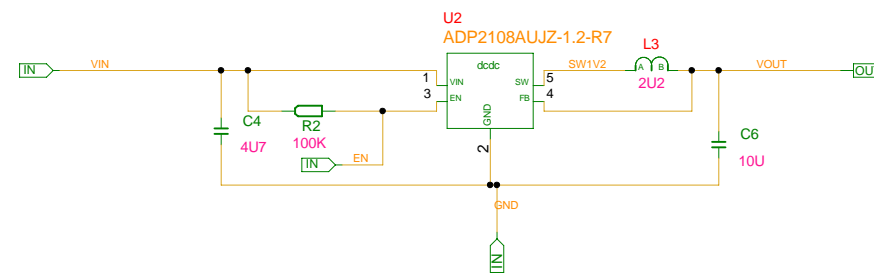 U2
ADP2108AUJZ-1.2-R7
L3
IN
VIN
dcdc
SW1V2
A B
VOUT
OU
1
VIN
SW
5
2U2
3
EN
FB
4
C4
4U7
R2
100K
GND
2
C6
10U
IN
EN
GND
IN